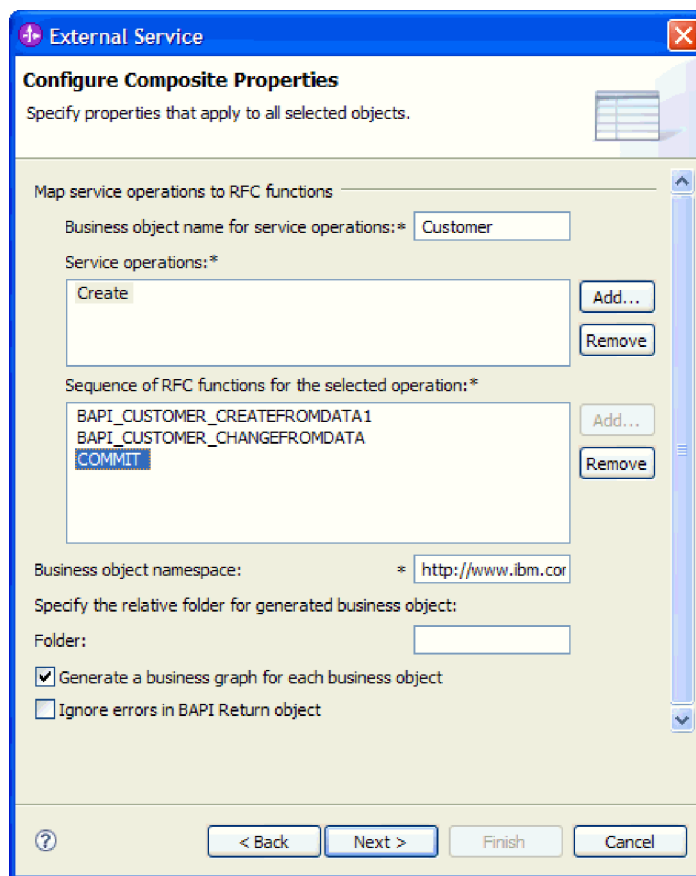 External Service
Configure Composite Properties
Specify properties that apply to all selected objects.
Map service operations to RFC functions
Business object name for service operations:* Customer
Service operations:*
Create
Add...
Remove
Sequence of RFC functions for the selected operation:*
BAPI_CUSTOMER_CREATEFROMDATA1
BAPI_CUSTOMER_CHANGEFROMDATA
COMMIT
Add...
Remove
Business object namespace: * http://www.ibm.cor
Specify the relative folder for generated business object:
Folder:
Generate a business graph for each business object
Ignore errors in BAPI Return object
? < Back Next > Finish Cancel